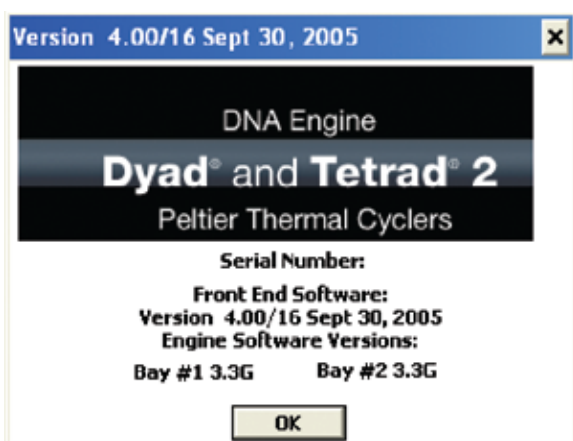 Version 4.00/16 Sept 30, 2005
DNA Engine
Dyad® and Tetrad® 2
Peltier Thermal Cyclers
Serial Number:
Front End Software:
Version 4.00/16 Sept 30, 2005
Engine Software Versions:
Bay #1 3.3G Bay #2 3.3G
OK